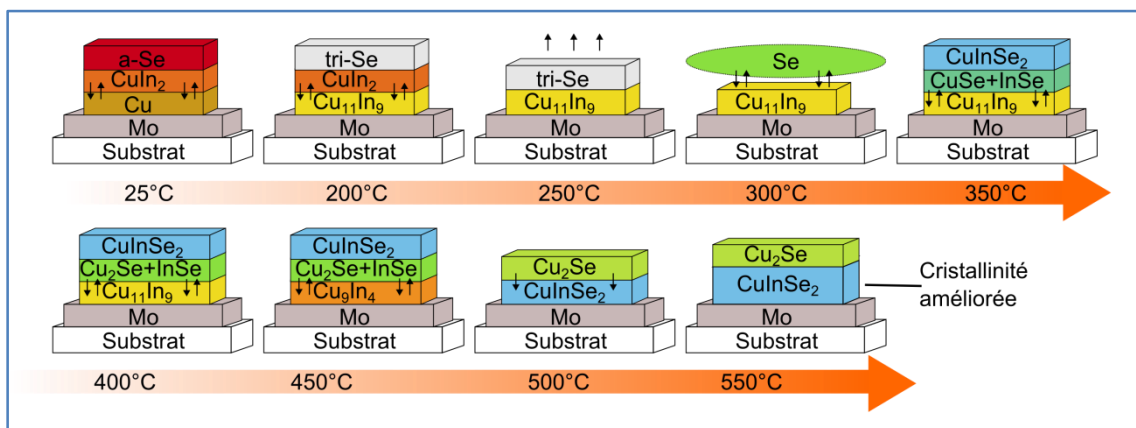 a-Se
CuIn₂
Cu
Mo
Substrat
tri-Se
CuIn₂
Cu₁₁In₉
Mo
Substrat
tri-Se
Cu₁₁In₉
Mo
Substrat
Se
Cu₁₁In₉
Mo
Substrat
CuInSe₂
CuSe+InSe
Cu₁₁In₉
Mo
Substrat
25°C 200°C 250°C 300°C 350°C
CuInSe₂
Cu₂Se+InSe
Cu₁₁In₉
Mo
Substrat
CuInSe₂
Cu₂Se+InSe
Cu₉In₄
Mo
Substrat
Cu₂Se
CuInSe₂
Mo
Substrat
Cu₂Se
CuInSe₂
Mo
Substrat
Cristallinité
améliorée
400°C 450°C 500°C 550°C